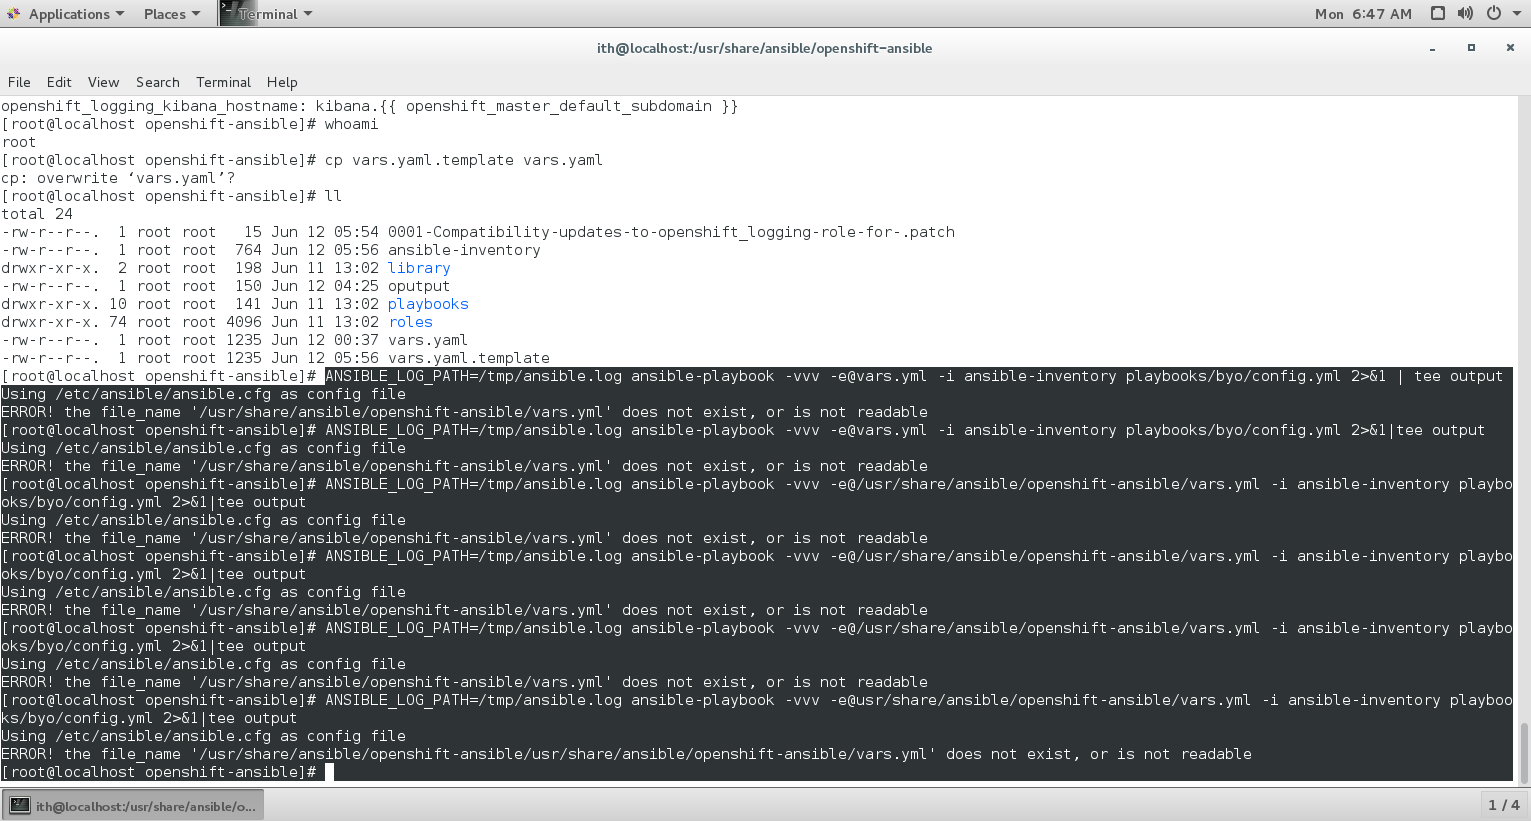 Applications Places Terminal Mon 6:47 AM
ith@localhost:/usr/share/ansible/openshift-ansible
File Edit View Search Terminal Help
openshift_logging_kibana_hostname: kibana.{{ openshift_master_default_subdomain }}
[root@localhost openshift-ansible]# whoami
root
[root@localhost openshift-ansible]# cp vars.yaml.template vars.yaml
cp: overwrite ‘vars.yaml’?
[root@localhost openshift-ansible]# ll
total 24
-rw-r--r--.  1 root root   15 Jun 12 05:54 0001-Compatibility-updates-to-openshift_logging-role-for-.patch
-rw-r--r--.  1 root root  764 Jun 12 05:56 ansible-inventory
drwxr-xr-x.  2 root root  198 Jun 11 13:02 library
-rw-r--r--.  1 root root  150 Jun 12 04:25 oputput
drwxr-xr-x. 10 root root  141 Jun 11 13:02 playbooks
drwxr-xr-x. 74 root root 4096 Jun 11 13:02 roles
-rw-r--r--.  1 root root 1235 Jun 12 00:37 vars.yaml
-rw-r--r--.  1 root root 1235 Jun 12 05:56 vars.yaml.template
[root@localhost openshift-ansible]# ANSIBLE_LOG_PATH=/tmp/ansible.log ansible-playbook -vvv -e@vars.yml -i ansible-inventory playbooks/byo/config.yml 2>&1 | tee output
Using /etc/ansible/ansible.cfg as config file
ERROR! the file_name '/usr/share/ansible/openshift-ansible/vars.yml' does not exist, or is not readable
[root@localhost openshift-ansible]# ANSIBLE_LOG_PATH=/tmp/ansible.log ansible-playbook -vvv -e@vars.yml -i ansible-inventory playbooks/byo/config.yml 2>&1|tee output
Using /etc/ansible/ansible.cfg as config file
ERROR! the file_name '/usr/share/ansible/openshift-ansible/vars.yml' does not exist, or is not readable
[root@localhost openshift-ansible]# ANSIBLE_LOG_PATH=/tmp/ansible.log ansible-playbook -vvv -e@/usr/share/ansible/openshift-ansible/vars.yml -i ansible-inventory playbo
oks/byo/config.yml 2>&1|tee output
Using /etc/ansible/ansible.cfg as config file
ERROR! the file_name '/usr/share/ansible/openshift-ansible/vars.yml' does not exist, or is not readable
[root@localhost openshift-ansible]# ANSIBLE_LOG_PATH=/tmp/ansible.log ansible-playbook -vvv -e@/usr/share/ansible/openshift-ansible/vars.yml -i ansible-inventory playbo
oks/byo/config.yml 2>&1|tee output
Using /etc/ansible/ansible.cfg as config file
ERROR! the file_name '/usr/share/ansible/openshift-ansible/vars.yml' does not exist, or is not readable
[root@localhost openshift-ansible]# ANSIBLE_LOG_PATH=/tmp/ansible.log ansible-playbook -vvv -e@/usr/share/ansible/openshift-ansible/vars.yml -i ansible-inventory playbo
oks/byo/config.yml 2>&1|tee output
Using /etc/ansible/ansible.cfg as config file
ERROR! the file_name '/usr/share/ansible/openshift-ansible/vars.yml' does not exist, or is not readable
[root@localhost openshift-ansible]# ANSIBLE_LOG_PATH=/tmp/ansible.log ansible-playbook -vvv -e@usr/share/ansible/openshift-ansible/vars.yml -i ansible-inventory playboo
ks/byo/config.yml 2>&1|tee output
Using /etc/ansible/ansible.cfg as config file
ERROR! the file_name '/usr/share/ansible/openshift-ansible/usr/share/ansible/openshift-ansible/vars.yml' does not exist, or is not readable
[root@localhost openshift-ansible]#
ith@localhost:/usr/share/ansible/o... 1 / 4